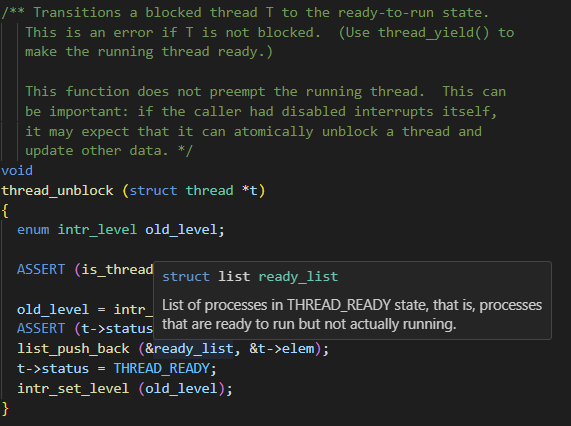 /** Transitions a blocked thread T to the ready-to-run state.
This is an error if T is not blocked.  (Use thread_yield() to
make the running thread ready.)
This function does not preempt the running thread.  This can
be important: if the caller had disabled interrupts itself,
it may expect that it can atomically unblock a thread and
update other data. */
void
thread_unblock (struct thread *t)
{
enum intr_level old_level;
ASSERT (is_thread
struct list ready_list
List of processes in THREAD_READY state, that is, processes
that are ready to run but not actually running.
old_level = intr_
ASSERT (t->status
list_push_back (&ready_list, &t->elem);
t->status = THREAD_READY;
intr_set_level (old_level);
}